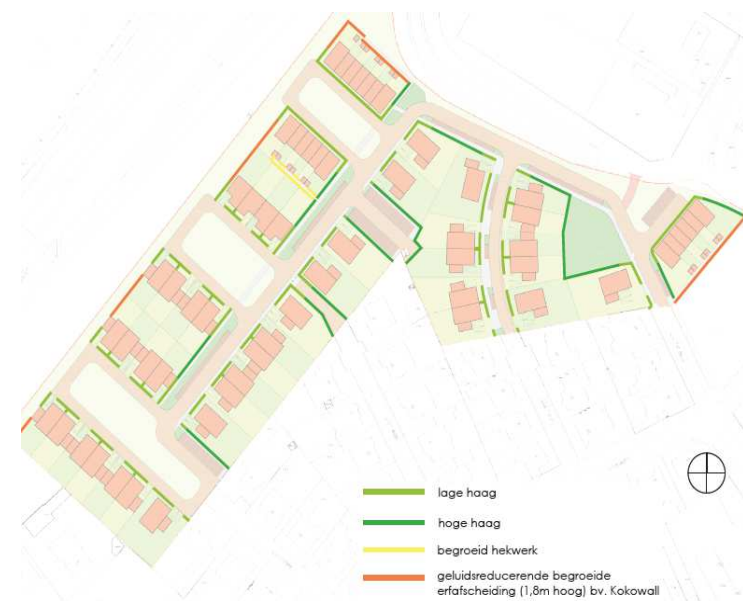 lage haag
hoge haag
begroeid hekwerk
geluidsreducerende begroeide
erfafscheiding (1,8m hoog) bv. Kokowall